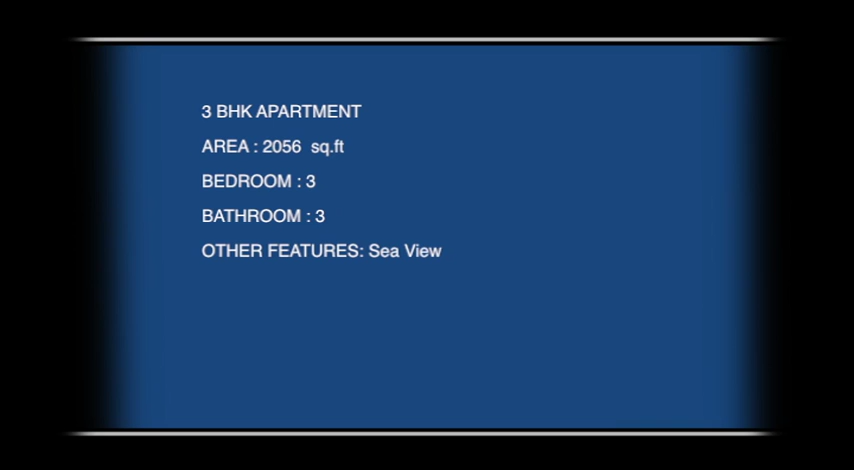 3 BHK APARTMENT
AREA : 2056 sq.ft
BEDROOM : 3
BATHROOM : 3
OTHER FEATURES: Sea View